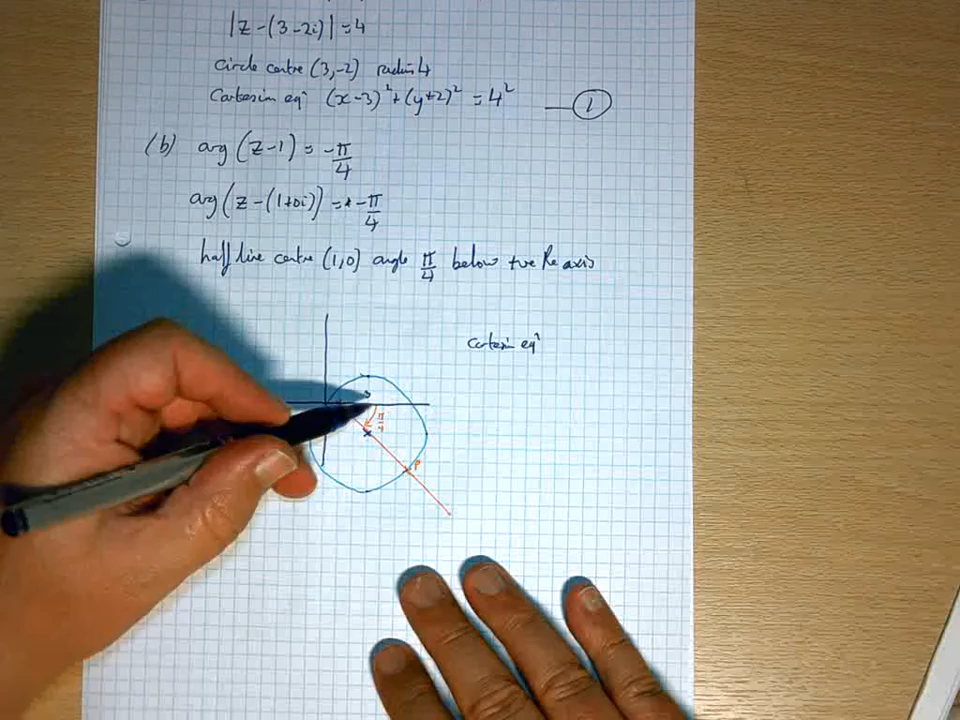 |z-(3-2i)| = 4
circle centre (3,-2) radius 4
Cartesian eqⁿ (x-3)²+(y+2)² = 4² — ①
(b) arg(z-1) = -π/4
arg(z-(1+0i)) = -π/4
half line centre (1,0) angle π/4 below +ve Re axis
cartesian eqⁿ
3
π/4
P